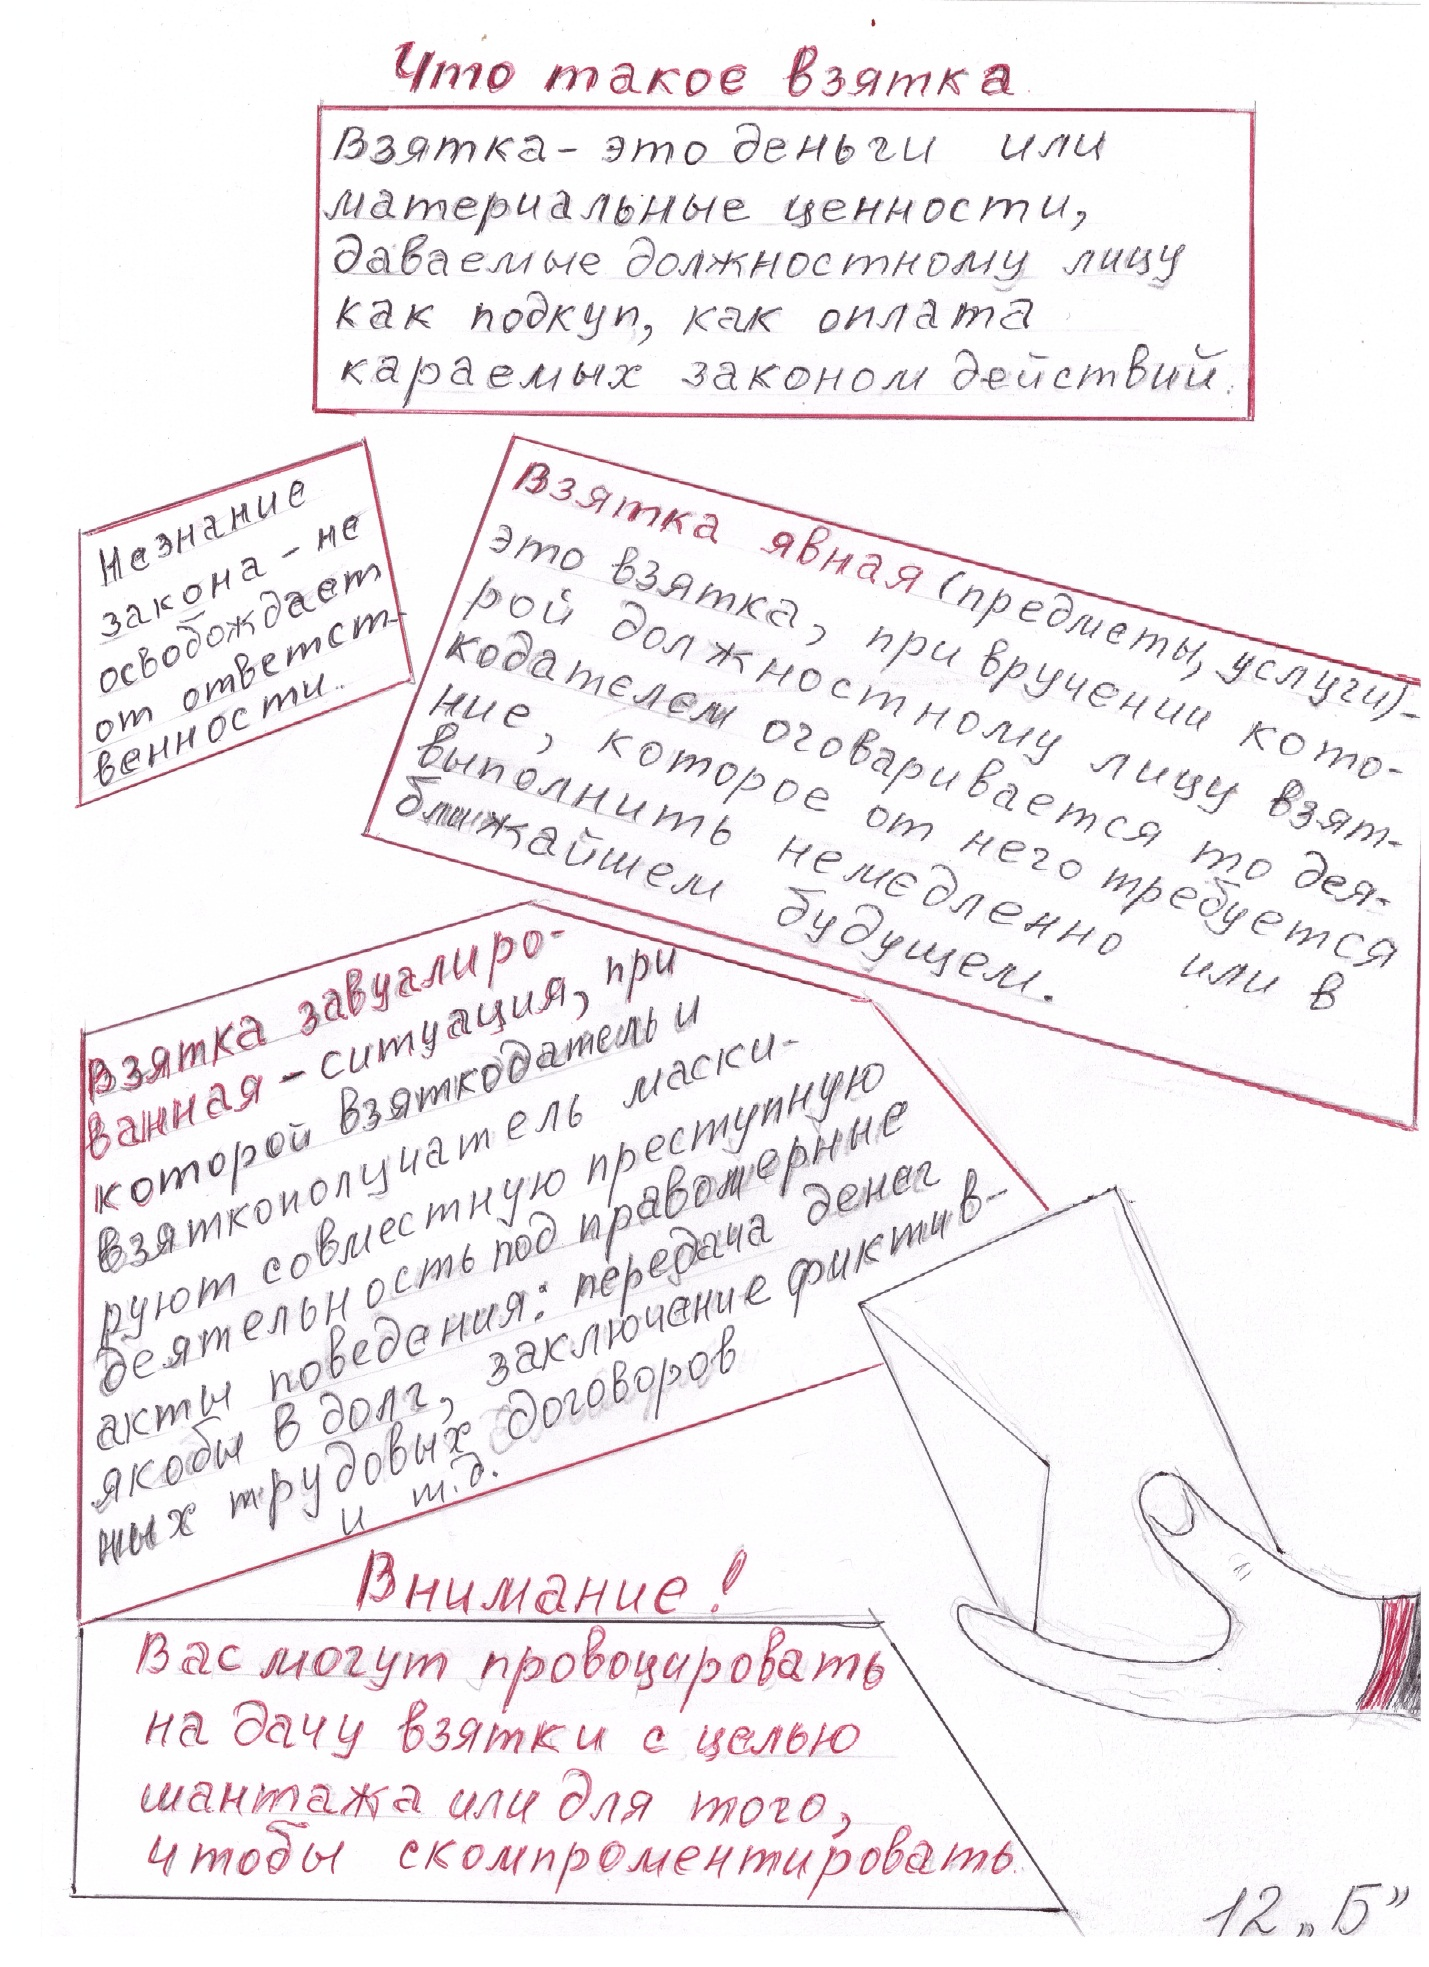 Что такое взятка
Взятка - это деньги или
материальные ценности,
даваемые должностному лицу
как подкуп, как оплата
караемых законом действий.
Незнание
закона - не
освобождает
от ответст-
венности.
Взятка явная (предметы, услуги) -
это взятка, при вручении кото-
рой должностному лицу взят-
кодателем оговаривается то дея-
ние, которое от него требуется
выполнить немедленно или в
ближайшем будущем.
Взятка завуалиро-
ванная - ситуация, при
которой взяткодатель и
взяткополучатель маски-
руют совместную преступную
деятельность под правомерные
акты поведения: передача денег
якобы в долг, заключение фиктив-
ных трудовых договоров
и т.д.
Внимание!
Вас могут провоцировать
на дачу взятки с целью
шантажа или для того,
чтобы скомпроментировать.
12 „Б”